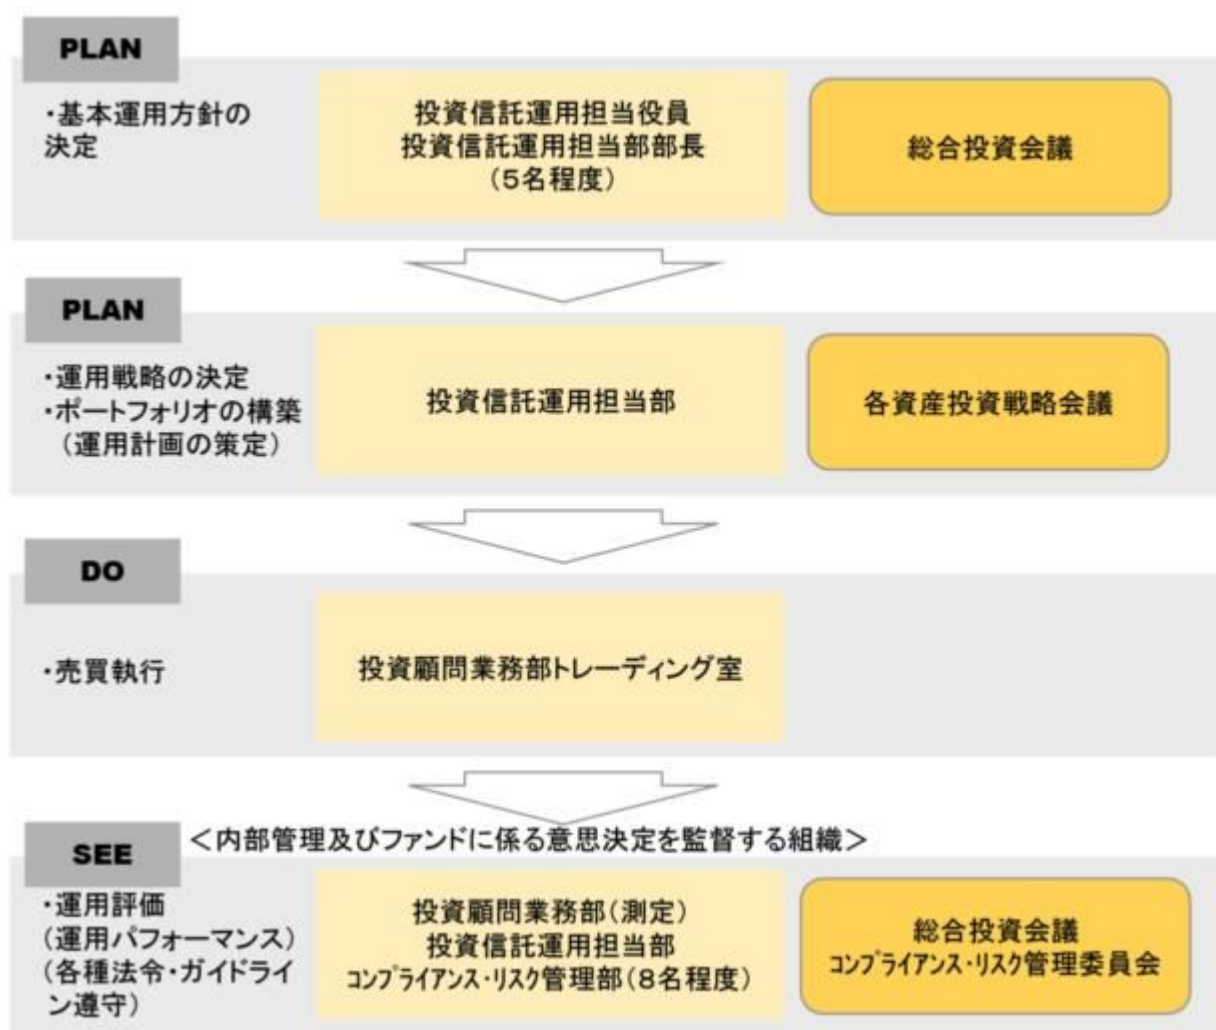 PLAN
・基本運用方針の
決定
投資信託運用担当役員
投資信託運用担当部部長
（5名程度）
総合投資会議
PLAN
・運用戦略の決定
・ポートフォリオの構築
（運用計画の策定）
投資信託運用担当部
各資産投資戦略会議
DO
・売買執行
投資顧問業務部トレーディング室
＜内部管理及びファンドに係る意思決定を監督する組織＞
SEE
・運用評価
（運用パフォーマンス）
（各種法令・ガイドライ
ン遵守）
投資顧問業務部（測定）
投資信託運用担当部
ｺﾝﾌﾟﾗｲｱﾝｽ・ﾘｽｸ管理部（8名程度）
総合投資会議
ｺﾝﾌﾟﾗｲｱﾝｽ・ﾘｽｸ管理委員会